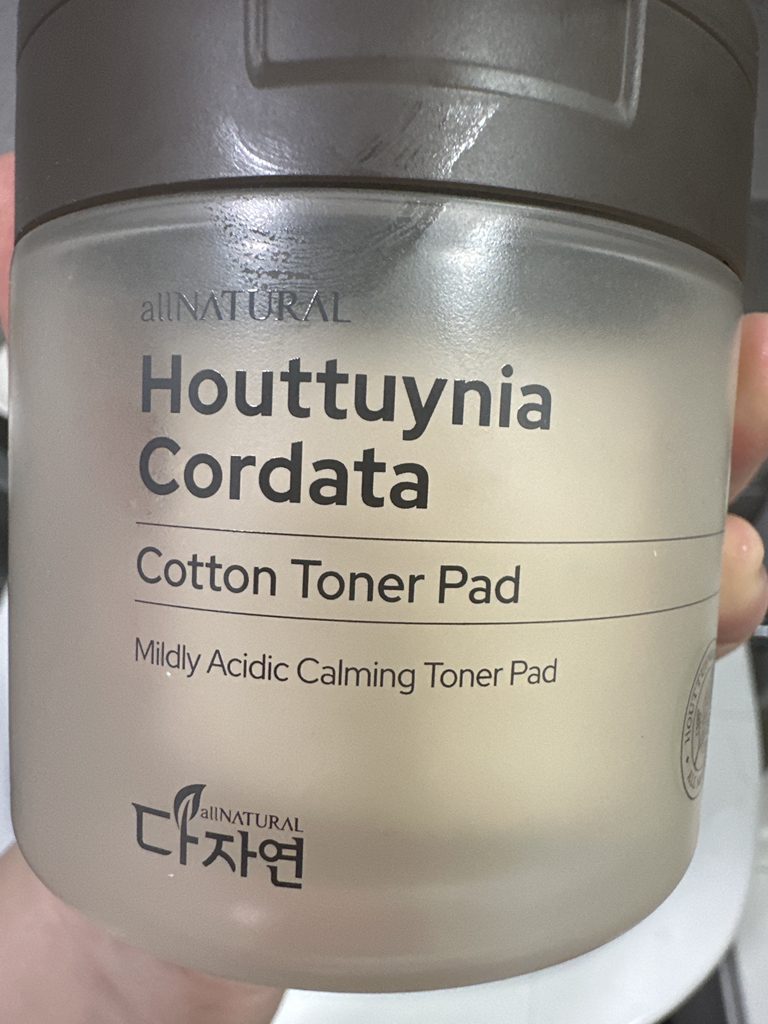 allNATURAL
Houttuynia
Cordata
Cotton Toner Pad
Mildly Acidic Calming Toner Pad
allNATURAL
다자연